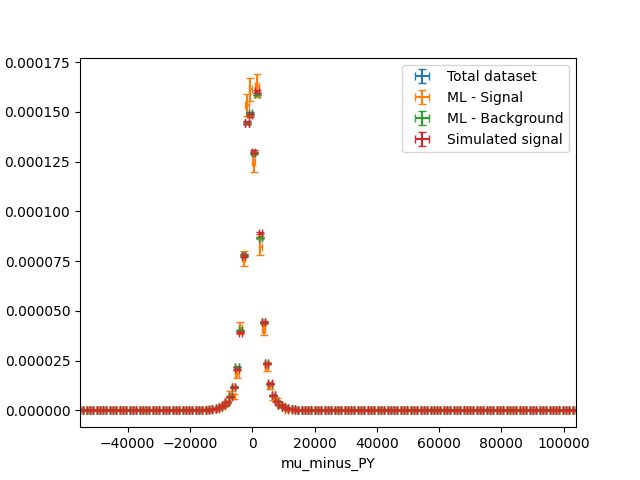 0.000175
0.000150
0.000125
0.000100
0.000075
0.000050
0.000025
0.000000
−40000 −20000 0 20000 40000 60000 80000 100000
mu_minus_PY
Total dataset
ML - Signal
ML - Background
Simulated signal